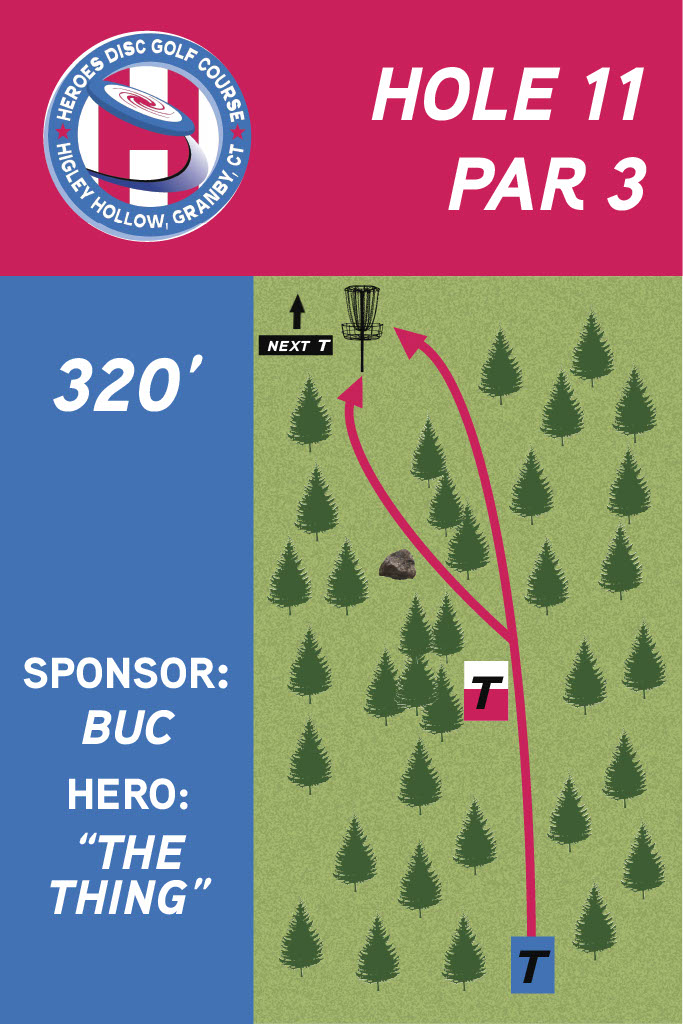 HEROES DISC GOLF COURSE
HIGLEY HOLLOW, GRANBY, CT
H
HOLE 11
PAR 3
320'
NEXT T
SPONSOR:
BUC
HERO:
“THE
THING”
T
T